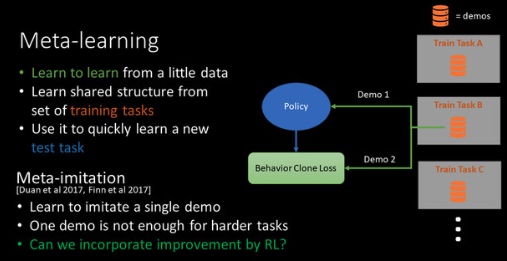 Meta-learning
• Learn to learn from a little data
• Learn shared structure from
set of training tasks
• Use it to quickly learn a new
test task
Meta-imitation
[Duan et al 2017, Finn et al 2017]
• Learn to imitate a single demo
• One demo is not enough for harder tasks
• Can we incorporate improvement by RL?
Policy
Behavior Clone Loss
Demo 1
Demo 2
= demos
Train Task A
Train Task B
Train Task C